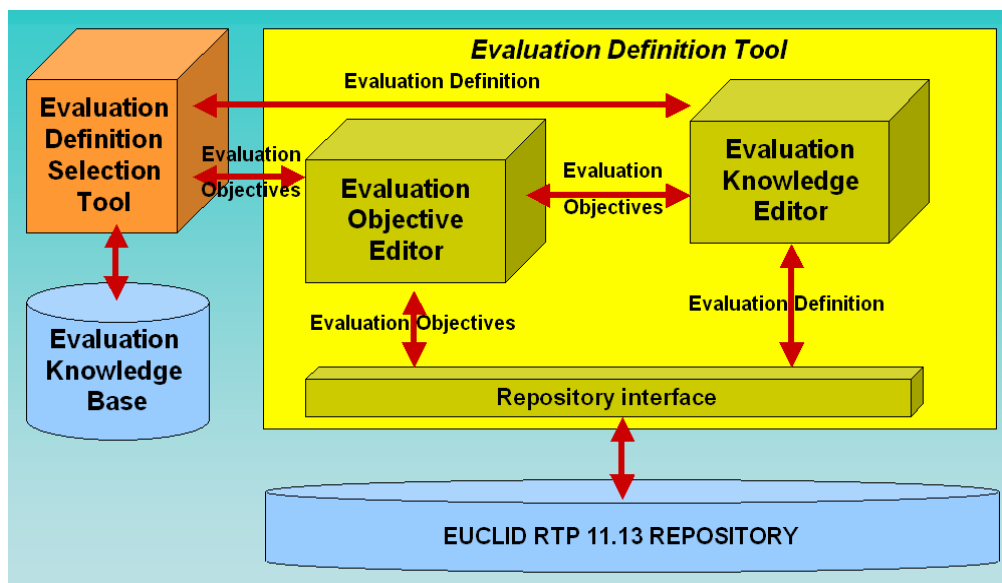 Evaluation Definition Tool
Evaluation Definition
Evaluation
Definition
Selection
Tool
Evaluation
Objectives
Evaluation
Objective
Editor
Evaluation
Objectives
Evaluation
Knowledge
Editor
Evaluation Objectives
Evaluation Definition
Evaluation
Knowledge
Base
Repository interface
EUCLID RTP 11.13 REPOSITORY